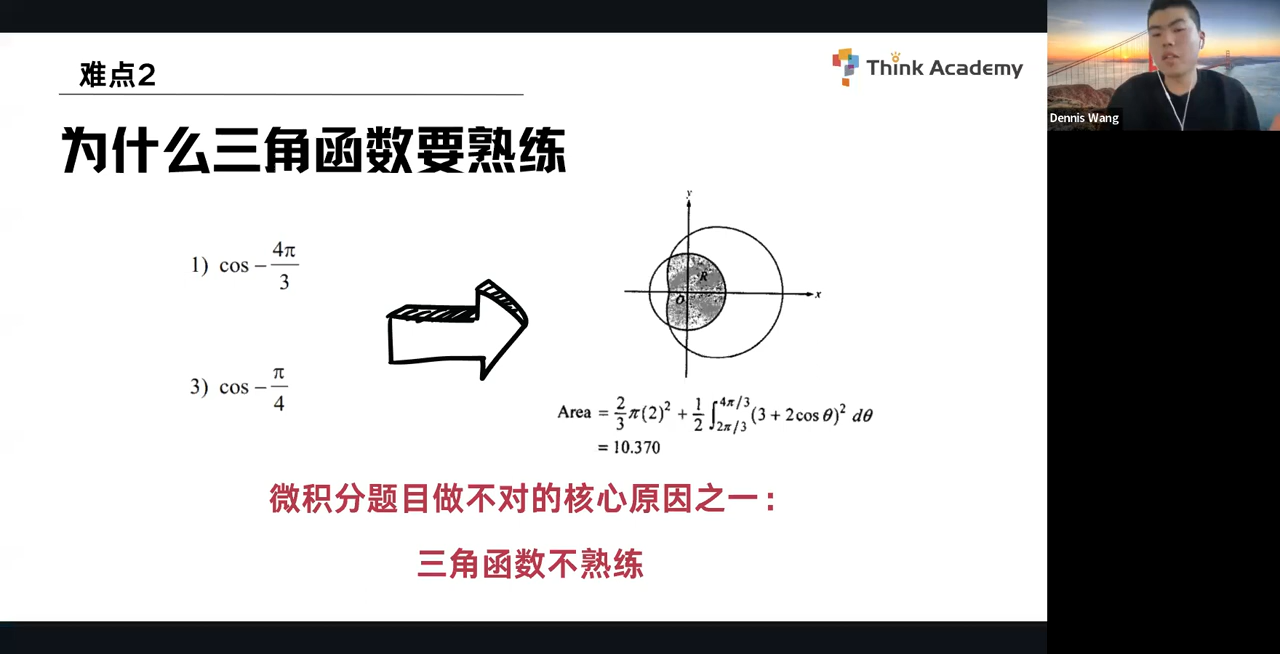 难点2
Think Academy
为什么三角函数要熟练
1) cos −4π/3
3) cos −π/4
y
R
O
x
Area = 2/3 π(2)² + 1/2 ∫_{2π/3}^{4π/3} (3 + 2cos θ)² dθ
= 10.370
微积分题目做不对的核心原因之一：
三角函数不熟练
Dennis Wang